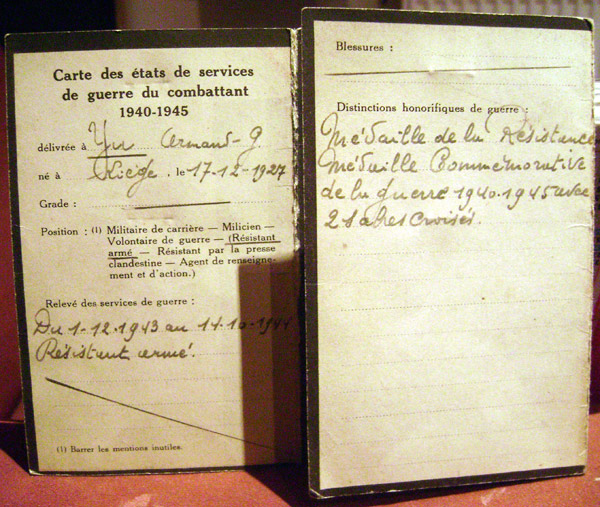 Carte des états de services
de guerre du combattant
1940-1945
délivrée à Yu Armand-G
né à Liège, le 17-12-1927
Grade :
Position : (1) Militaire de carrière — Milicien —
Volontaire de guerre — (Résistant
armé — Résistant par la presse
clandestine — Agent de renseigne-
ment et d'action.)
Relevé des services de guerre :
Du 1-12-1943 au 14-10-1944
Résistant armé.
(1) Barrer les mentions inutiles.
Blessures :
Distinctions honorifiques de guerre :
Médaille de la Résistance
Médaille Commémorative
de la guerre 1940-1945 avec
2 sabres croisés.